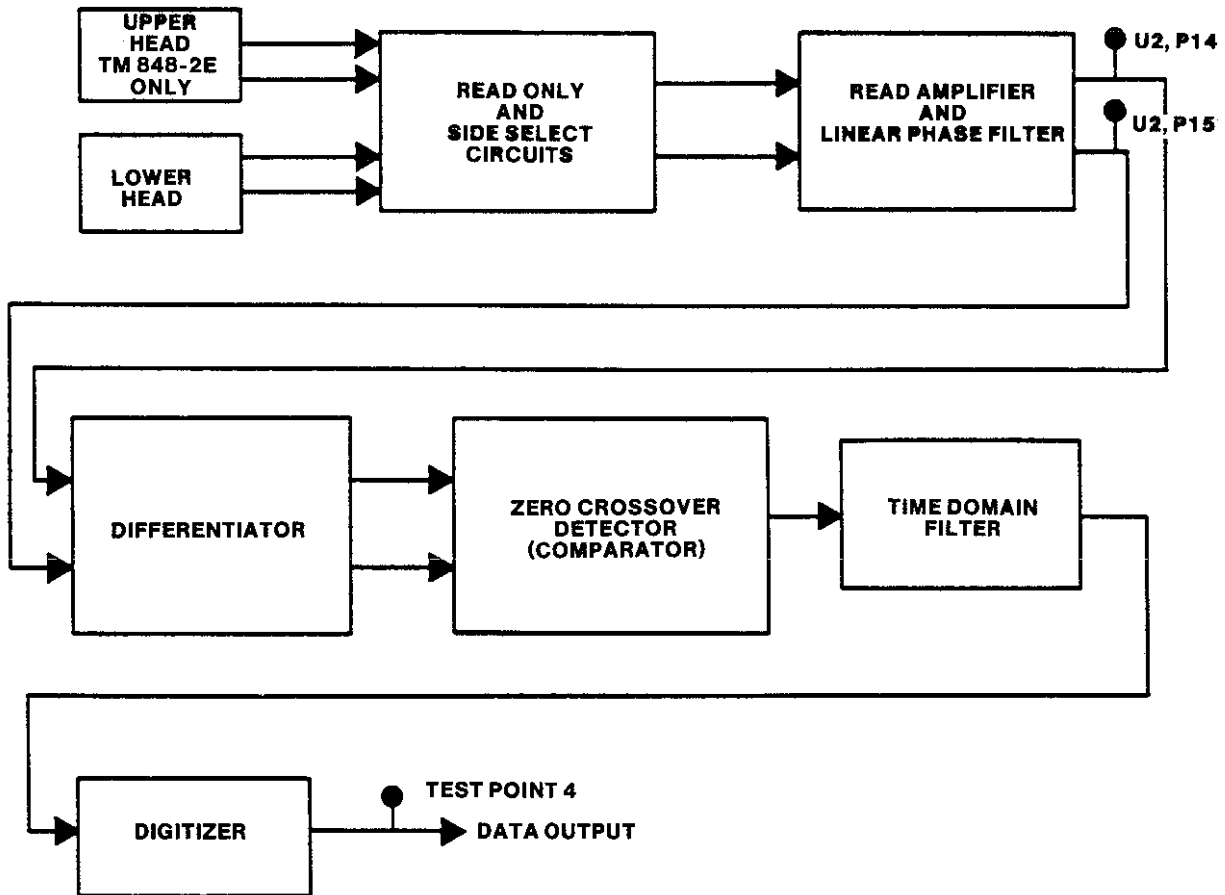 UPPER
HEAD
TM 848-2E
ONLY
LOWER
HEAD
READ ONLY
AND
SIDE SELECT
CIRCUITS
READ AMPLIFIER
AND
LINEAR PHASE FILTER
U2, P14
U2, P15
DIFFERENTIATOR
ZERO CROSSOVER
DETECTOR
(COMPARATOR)
TIME DOMAIN
FILTER
DIGITIZER
TEST POINT 4
DATA OUTPUT